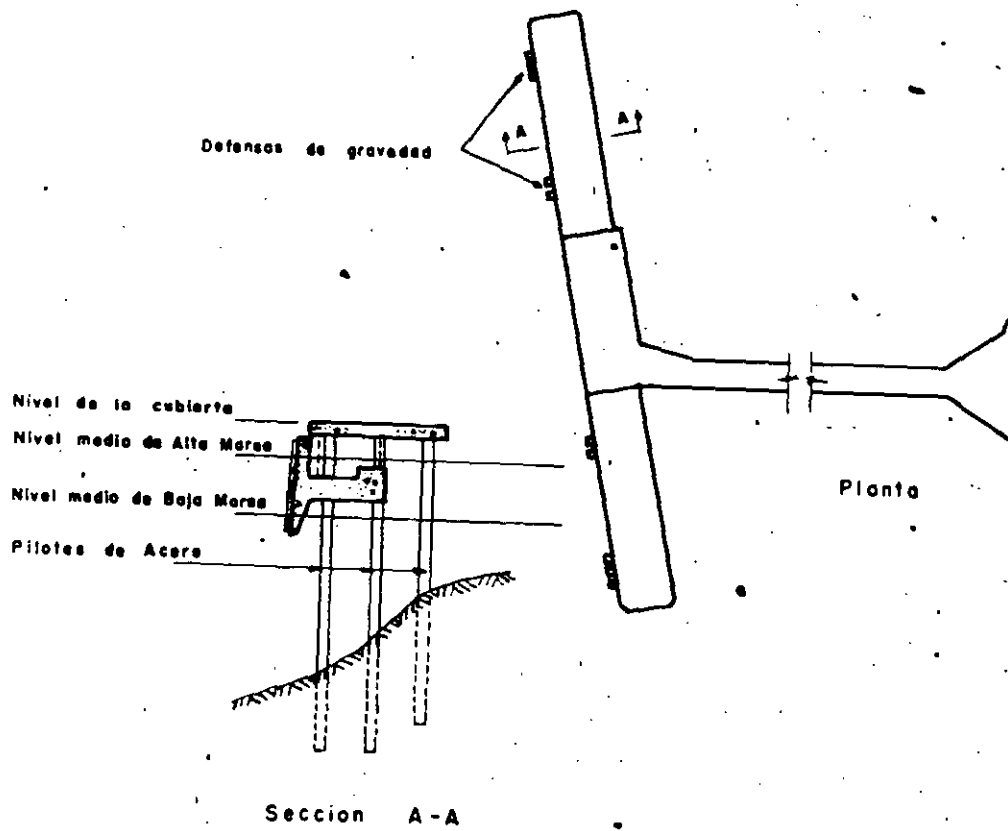 Defensas de gravedad
A
A
Nivel de la cubierta
Nivel medio de Alta Marea
Nivel medio de Baja Marea
Pilotes de Acero
Planta
Seccion A-A